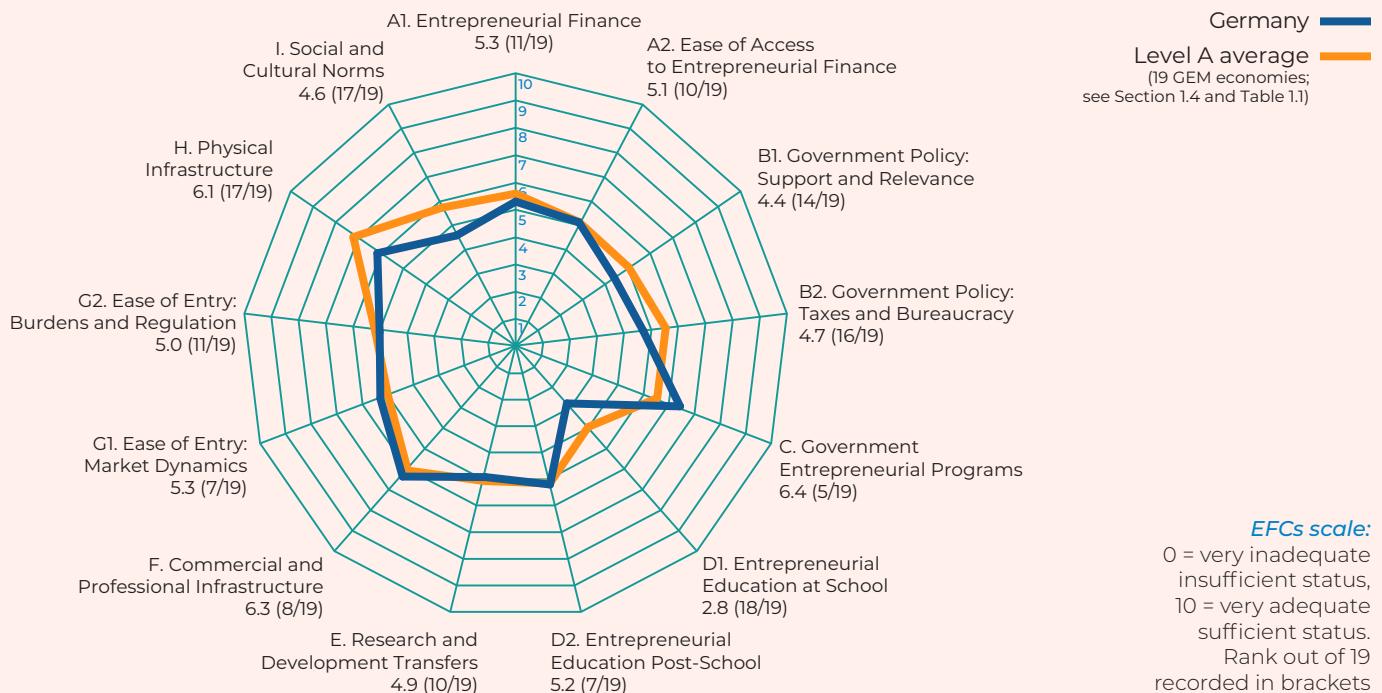 A1. Entrepreneurial Finance
5.3 (11/19)
A2. Ease of Access
to Entrepreneurial Finance
5.1 (10/19)
B1. Government Policy:
Support and Relevance
4.4 (14/19)
B2. Government Policy:
Taxes and Bureaucracy
4.7 (16/19)
C. Government
Entrepreneurial Programs
6.4 (5/19)
D1. Entrepreneurial
Education at School
2.8 (18/19)
D2. Entrepreneurial
Education Post-School
5.2 (7/19)
E. Research and
Development Transfers
4.9 (10/19)
F. Commercial and
Professional Infrastructure
6.3 (8/19)
G1. Ease of Entry:
Market Dynamics
5.3 (7/19)
G2. Ease of Entry:
Burdens and Regulation
5.0 (11/19)
H. Physical
Infrastructure
6.1 (17/19)
I. Social and
Cultural Norms
4.6 (17/19)
10
9
8
7
6
5
4
3
2
1
Germany
Level A average
(19 GEM economies;
see Section 1.4 and Table 1.1)
EFCs scale:
0 = very inadequate
insufficient status,
10 = very adequate
sufficient status.
Rank out of 19
recorded in brackets